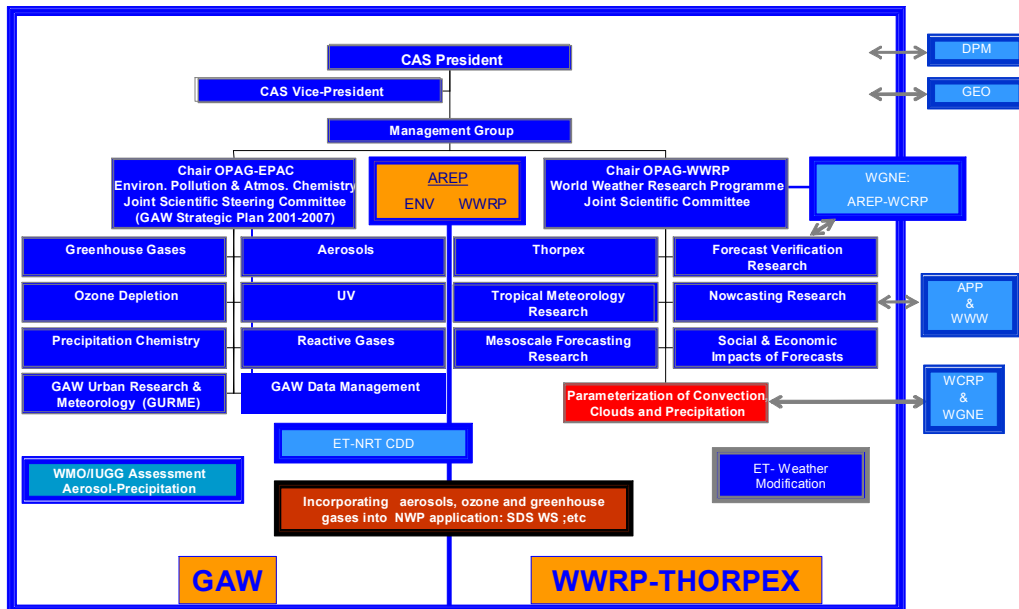 CAS President
DPM
CAS Vice-President
GEO
Management Group
Chair OPAG-EPAC
Environ. Pollution & Atmos. Chemistry
Joint Scientific Steering Committee
(GAW Strategic Plan 2001-2007)
AREP
ENV WWRP
Chair OPAG-WWRP
World Weather Research Programme
Joint Scientific Committee
WGNE:
AREP-WCRP
Greenhouse Gases
Aerosols
Thorpex
Forecast Verification
Research
Ozone Depletion
UV
Tropical Meteorology
Research
Nowcasting Research
APP
&
WWW
Precipitation Chemistry
Reactive Gases
Mesoscale Forecasting
Research
Social & Economic
Impacts of Forecasts
GAW Urban Research &
Meteorology (GURME)
GAW Data Management
Parameterization of Convection,
Clouds and Precipitation
WCRP
&
WGNE
ET-NRT CDD
WMO/IUGG Assessment
Aerosol-Precipitation
ET- Weather
Modification
Incorporating aerosols, ozone and greenhouse
gases into NWP application: SDS WS ;etc
GAW
WWRP-THORPEX